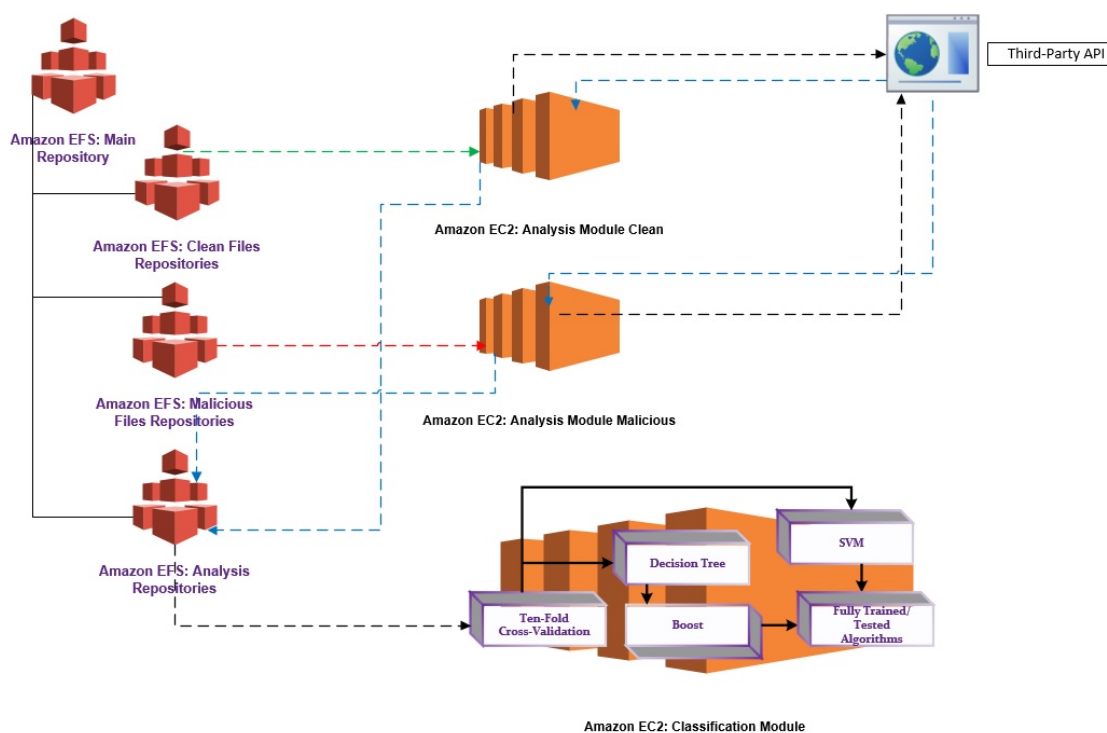 Third-Party API
Amazon EFS: Main
Repository
Amazon EC2: Analysis Module Clean
Amazon EFS: Clean Files
Repositories
Amazon EFS: Malicious
Files Repositories
Amazon EC2: Analysis Module Malicious
Amazon EFS: Analysis
Repositories
SVM
Decision Tree
Ten-Fold
Cross-Validation
Boost
Fully Trained/
Tested
Algorithms
Amazon EC2: Classification Module